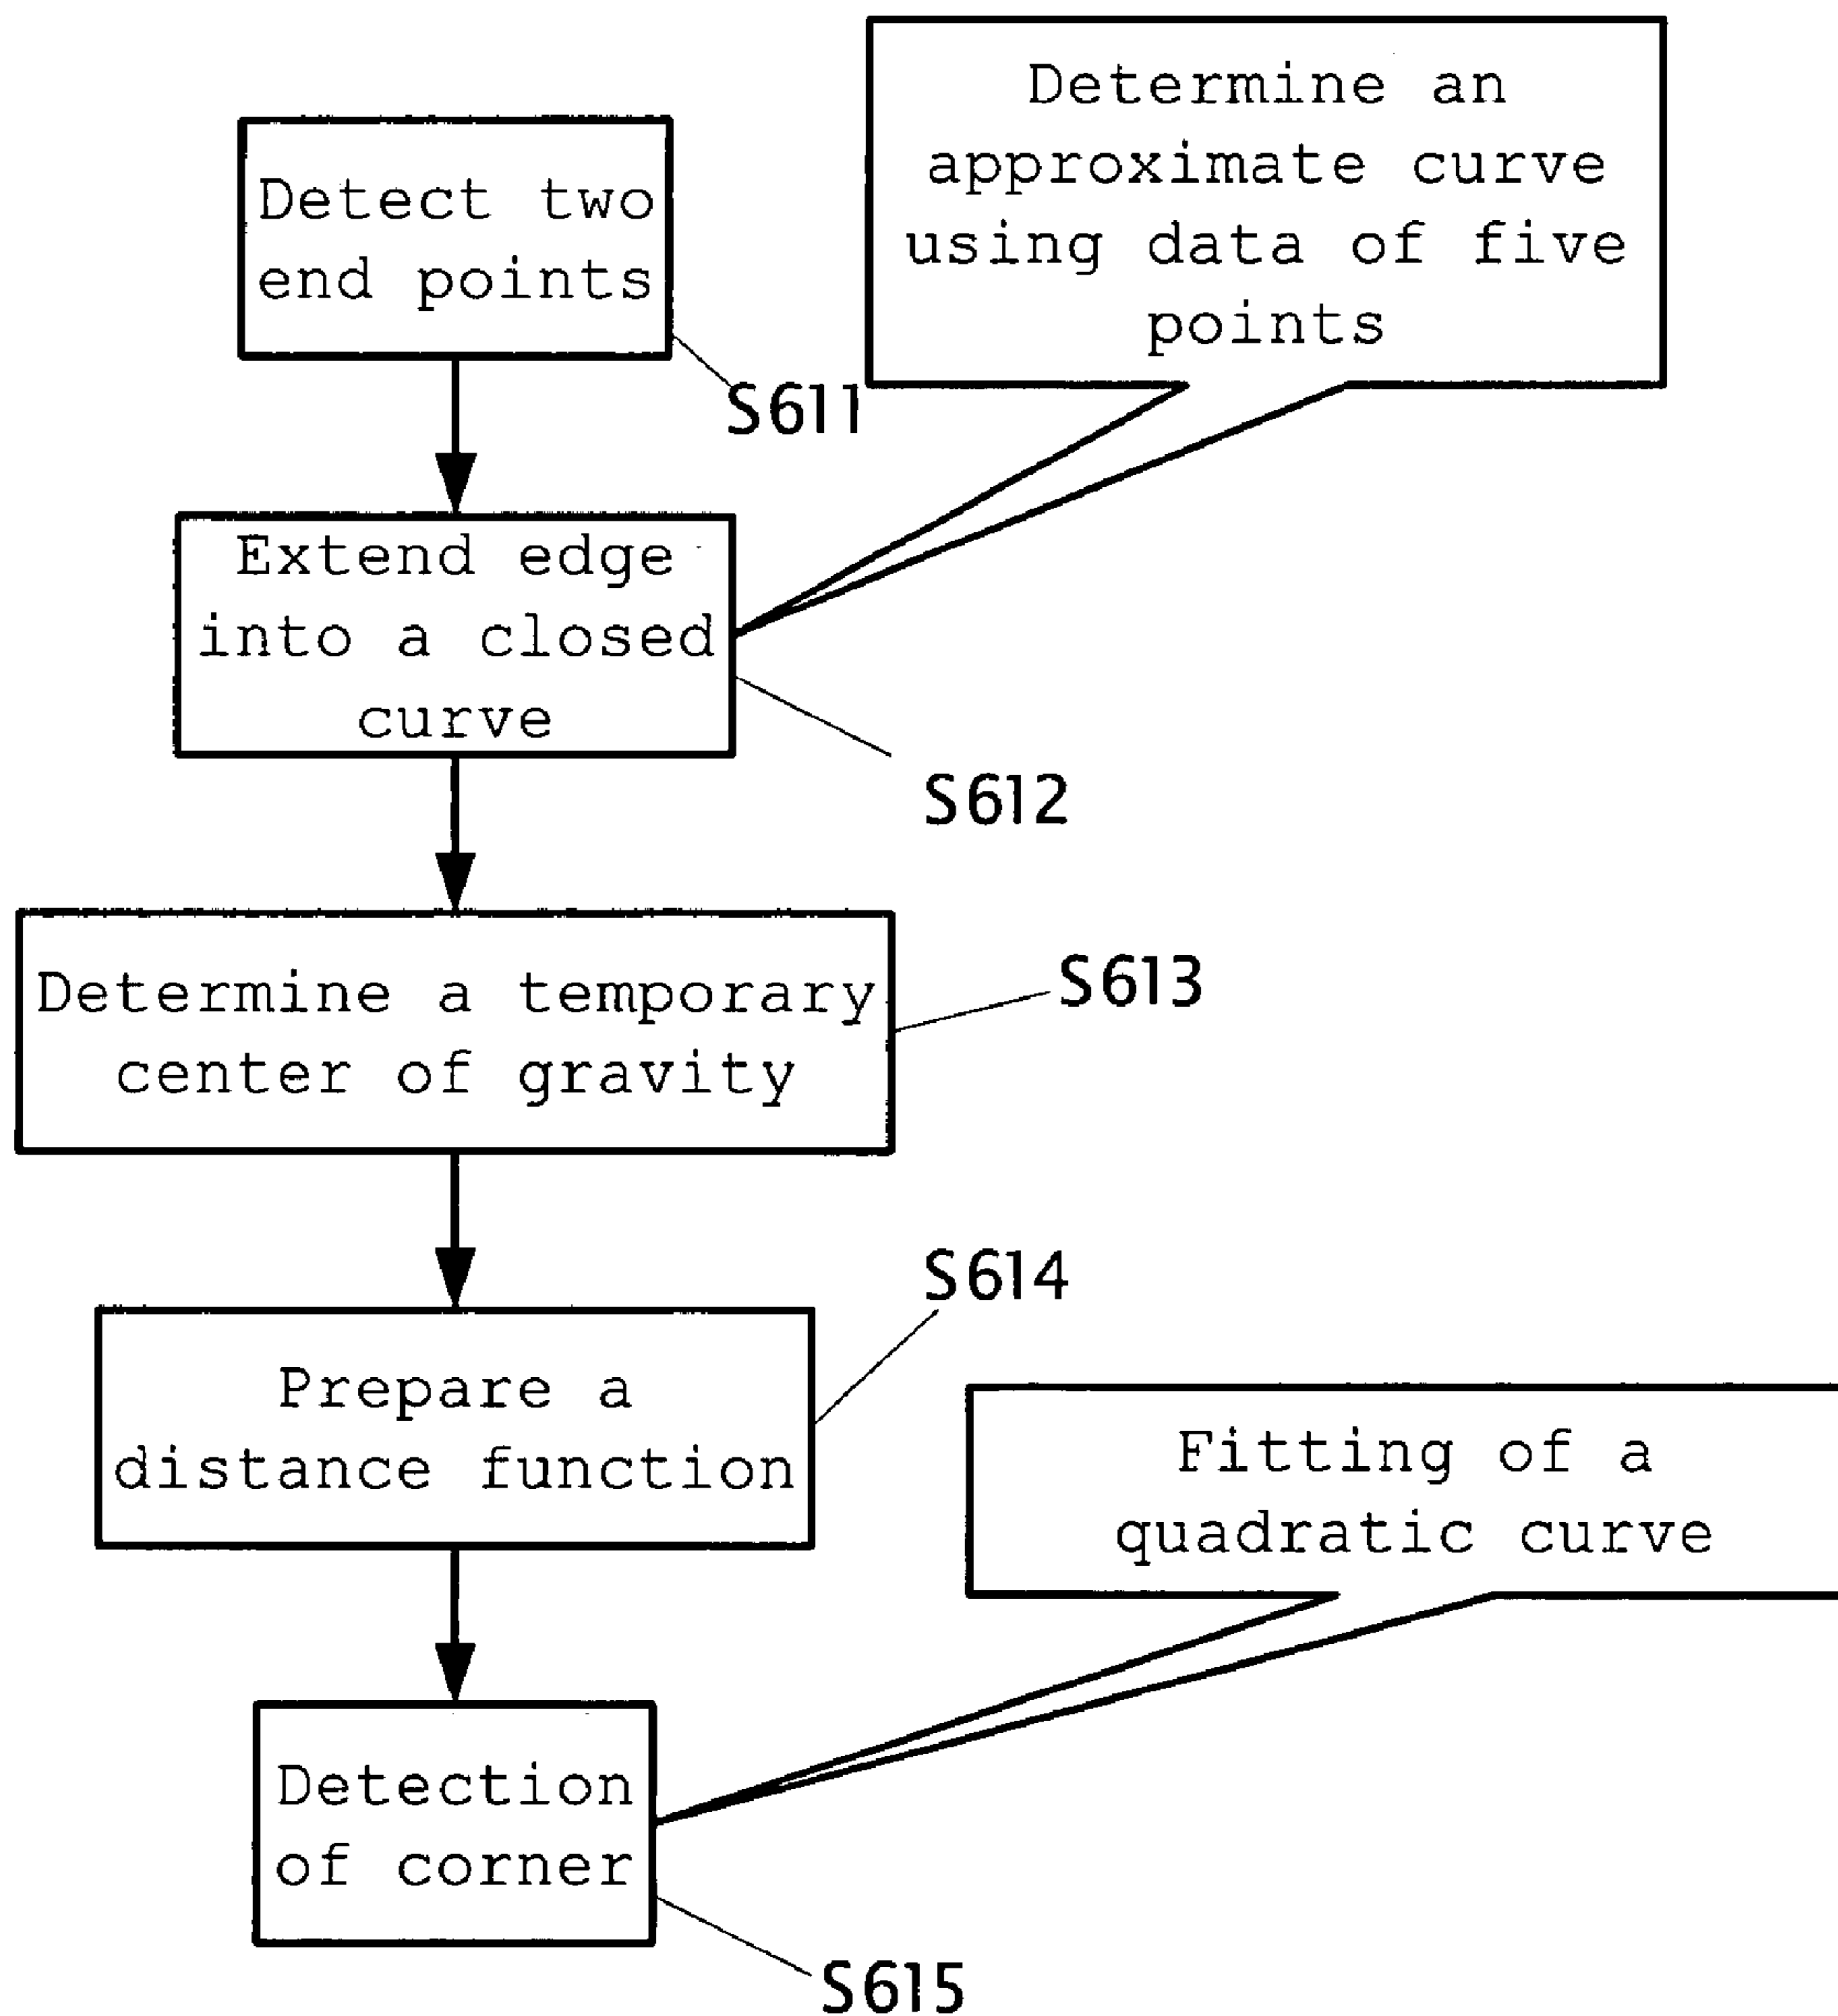 Detect two
end points
S611
Determine an
approximate curve
using data of five
points
Extend edge
into a closed
curve
S612
Determine a temporary
center of gravity
S613
Prepare a
distance function
S614
Fitting of a
quadratic curve
Detection
of corner
S615